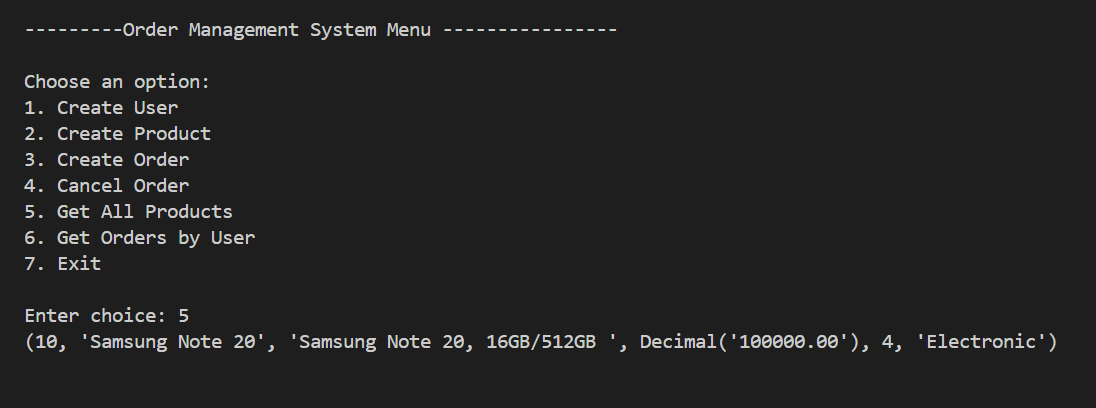 ---------Order Management System Menu ----------------
Choose an option:
1. Create User
2. Create Product
3. Create Order
4. Cancel Order
5. Get All Products
6. Get Orders by User
7. Exit
Enter choice: 5
(10, 'Samsung Note 20', 'Samsung Note 20, 16GB/512GB ', Decimal('100000.00'), 4, 'Electronic')